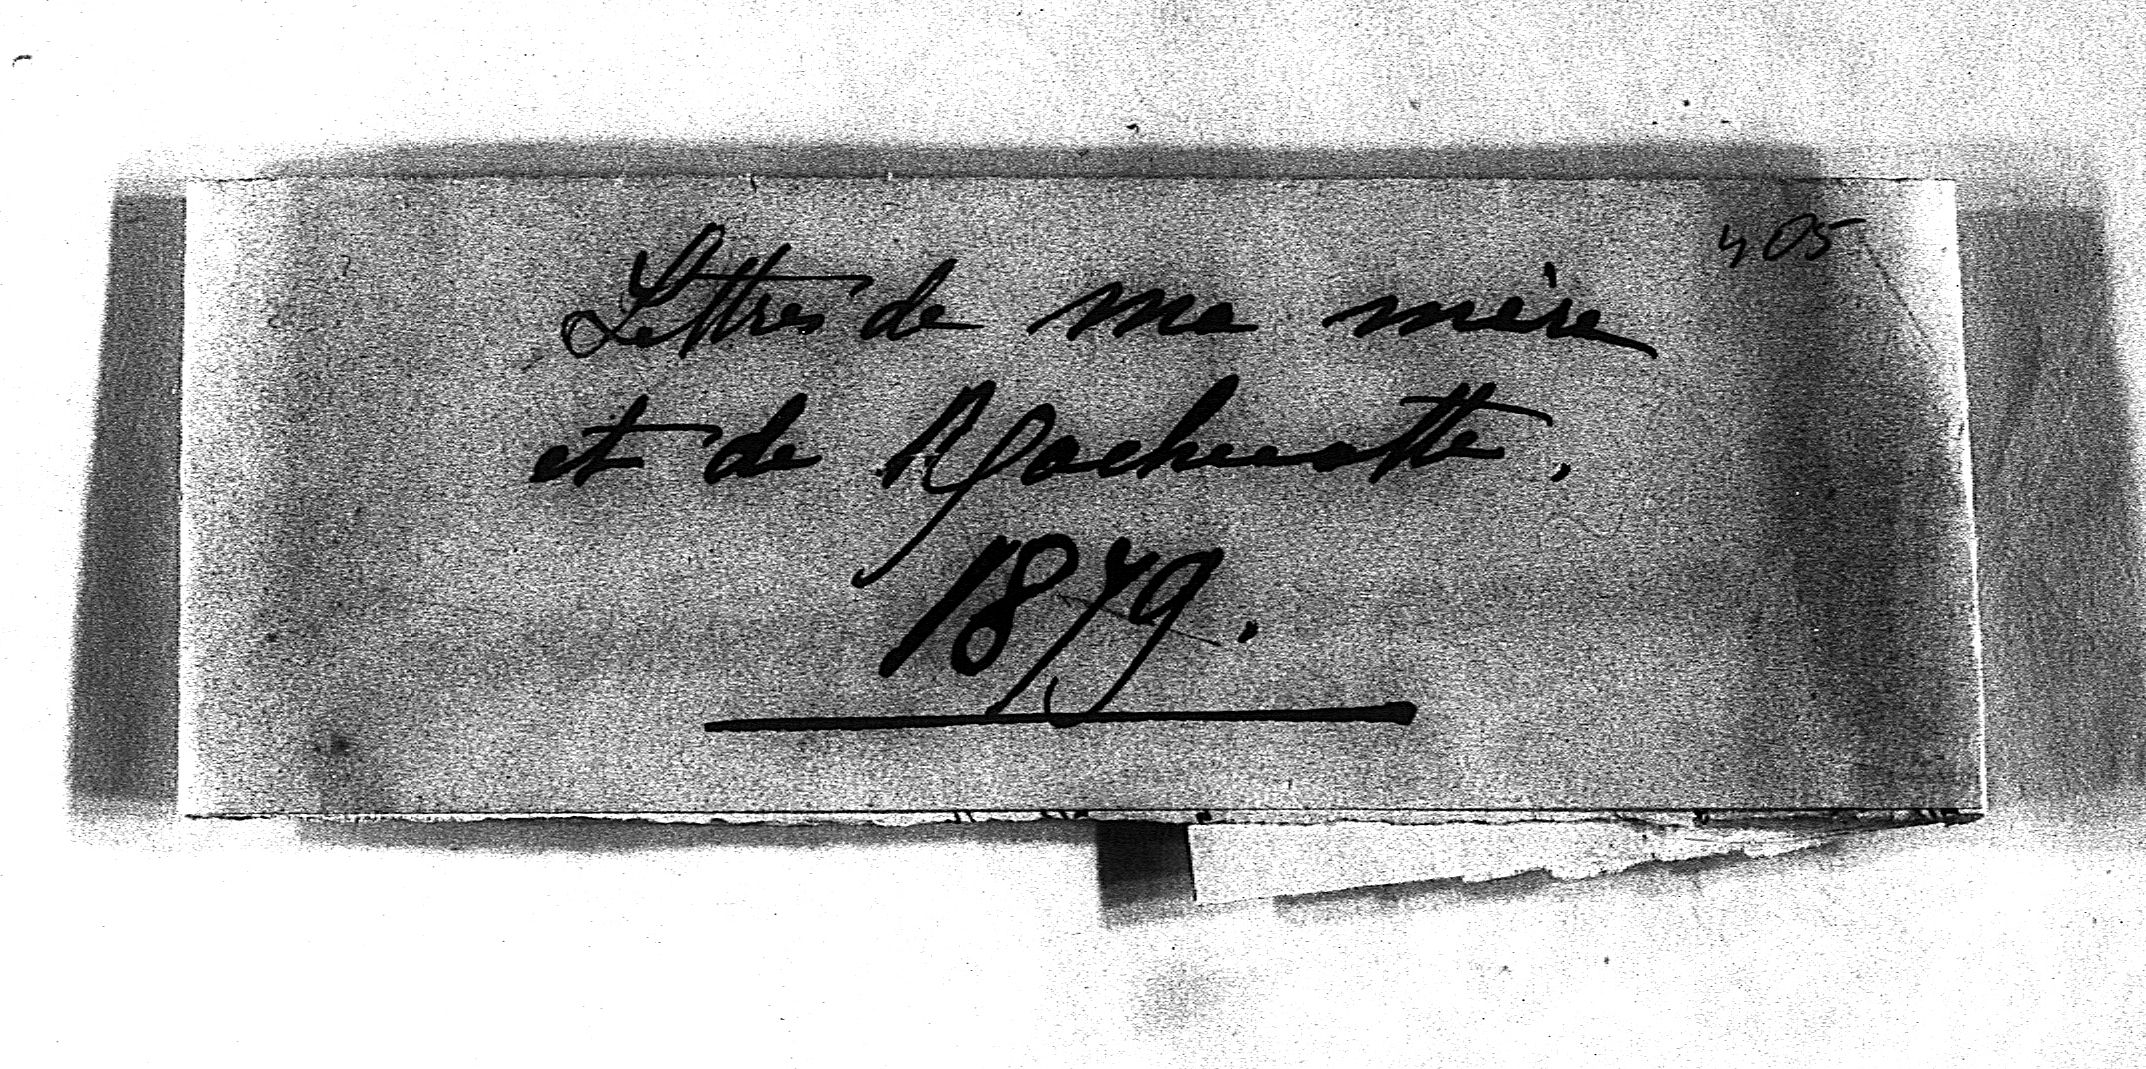 405
Lettres de ma mère
et de Rochecotte.
1879.